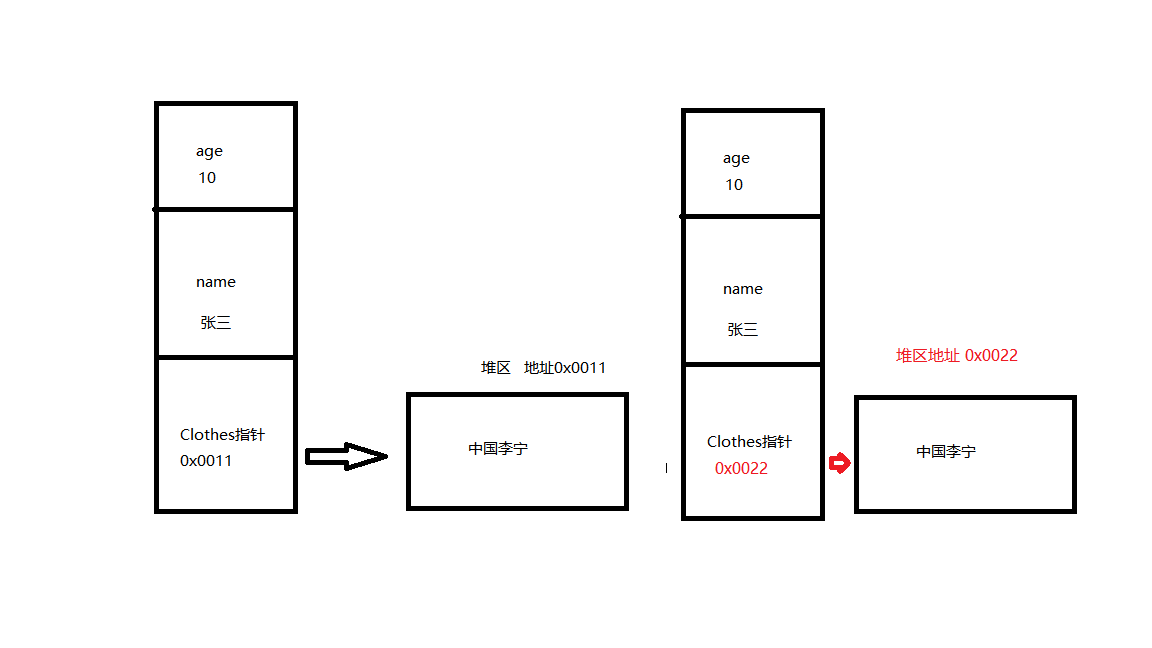 age
10
name
张三
Clothes指针
0x0011
堆区 地址0x0011
中国李宁
age
10
name
张三
Clothes指针
0x0022
堆区地址 0x0022
中国李宁